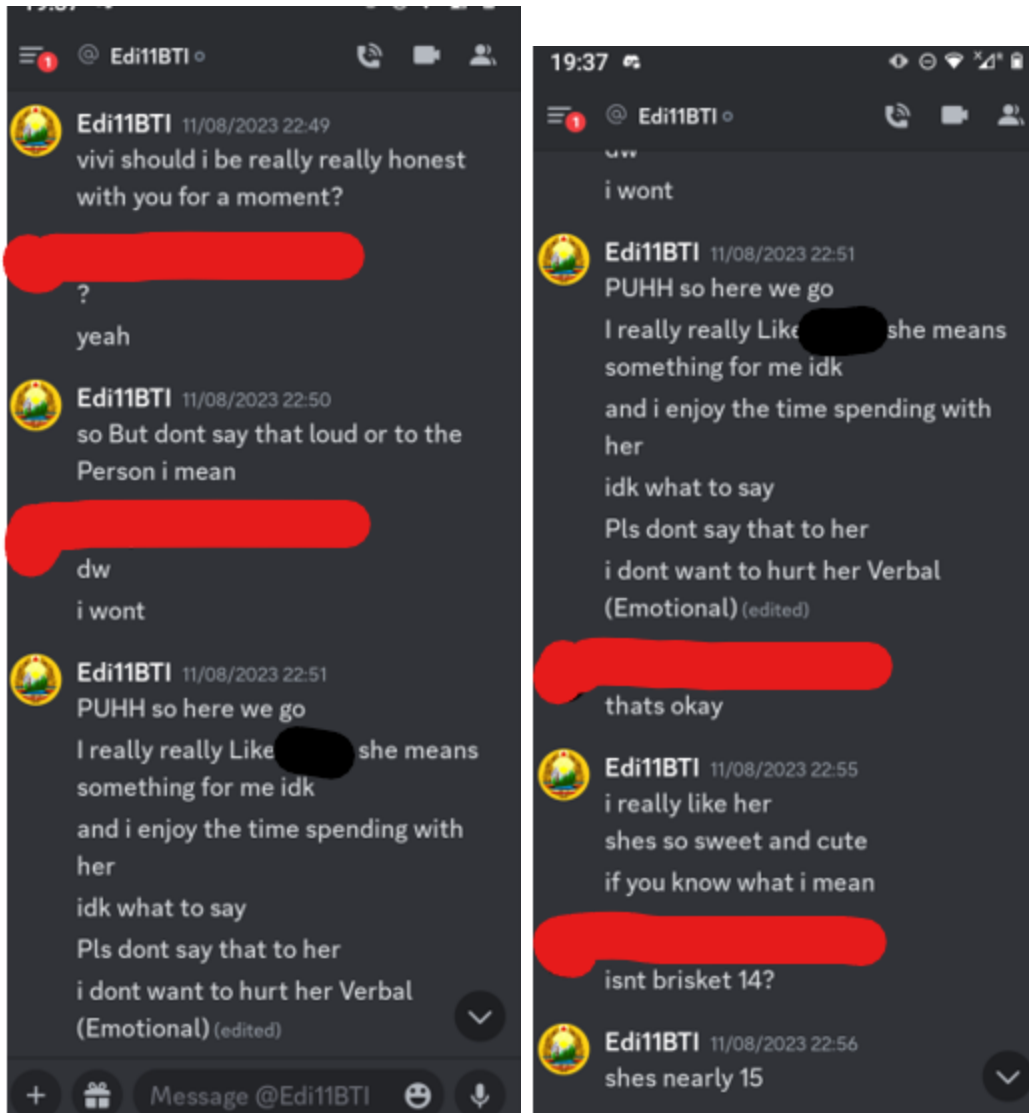 Edi11BTI
1
Edi11BTI 11/08/2023 22:49
vivi should i be really really honest
with you for a moment?
?
yeah
Edi11BTI 11/08/2023 22:50
so But dont say that loud or to the
Person i mean
dw
i wont
Edi11BTI 11/08/2023 22:51
PUHH so here we go
I really really Like she means
something for me idk
and i enjoy the time spending with
her
idk what to say
Pls dont say that to her
i dont want to hurt her Verbal
(Emotional) (edited)
Message @Edi11BTI
19:37
1
@ Edi11BTI
i wont
Edi11BTI 11/08/2023 22:51
PUHH so here we go
I really really Like she means
something for me idk
and i enjoy the time spending with
her
idk what to say
Pls dont say that to her
i dont want to hurt her Verbal
(Emotional) (edited)
thats okay
Edi11BTI 11/08/2023 22:55
i really like her
shes so sweet and cute
if you know what i mean
isnt brisket 14?
Edi11BTI 11/08/2023 22:56
shes nearly 15